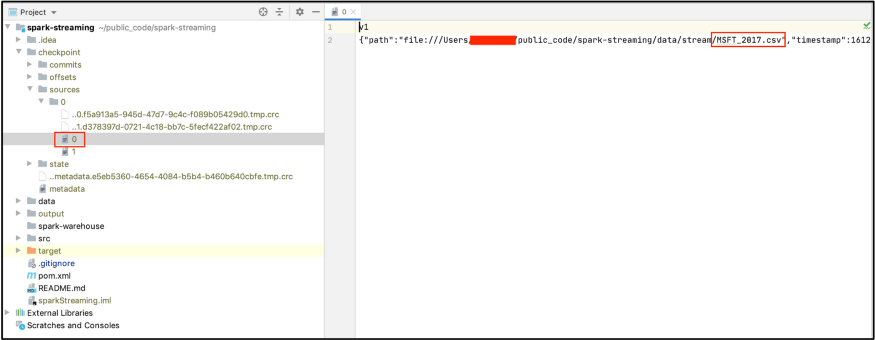 Project
0
spark-streaming ~/public_code/spark-streaming
1 v1
.idea
2 {"path":"file:///Users/ /public_code/spark-streaming/data/stream/MSFT_2017.csv","timestamp":1612
checkpoint
commits
offsets
sources
0
..0.f5a913a5-945d-47d7-9c4c-f089b05429d0.tmp.crc
..1.d378397d-0721-4c18-bb7c-5fecf422af02.tmp.crc
0
1
state
..metadata.e5eb5360-4654-4084-b5b4-b460b640cbfe.tmp.crc
metadata
data
output
spark-warehouse
src
target
.gitignore
pom.xml
README.md
sparkStreaming.iml
External Libraries
Scratches and Consoles